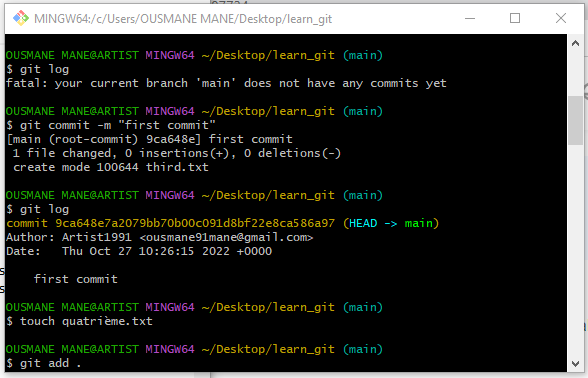 MINGW64:/c/Users/OUSMANE MANE/Desktop/learn_git
OUSMANE MANE@ARTIST MINGW64 ~/Desktop/learn_git (main)
$ git log
fatal: your current branch 'main' does not have any commits yet
OUSMANE MANE@ARTIST MINGW64 ~/Desktop/learn_git (main)
$ git commit -m "first commit"
[main (root-commit) 9ca648e] first commit
1 file changed, 0 insertions(+), 0 deletions(-)
create mode 100644 third.txt
OUSMANE MANE@ARTIST MINGW64 ~/Desktop/learn_git (main)
$ git log
commit 9ca648e7a2079bb70b00c091d8bf22e8ca586a97 (HEAD -> main)
Author: Artist1991 <ousmane91mane@gmail.com>
Date:   Thu Oct 27 10:26:15 2022 +0000
first commit
OUSMANE MANE@ARTIST MINGW64 ~/Desktop/learn_git (main)
$ touch quatrième.txt
OUSMANE MANE@ARTIST MINGW64 ~/Desktop/learn_git (main)
$ git add .